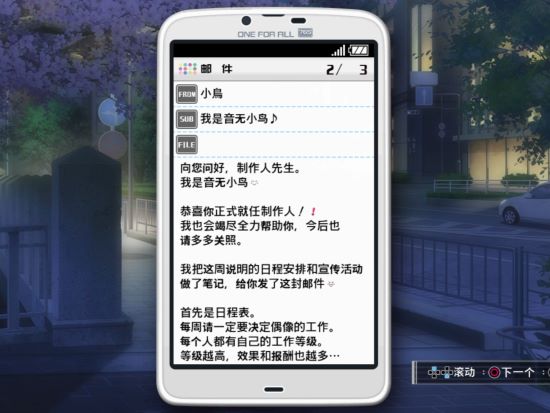 ONE FOR ALL 765
邮 件 2/ 3
FROM 小鳥
SUB 我是音无小鸟♪
FILE
向您问好，制作人先生。
我是音无小鸟
恭喜你正式就任制作人！！
我也会竭尽全力帮助你，今后也
请多多关照。
我把这周说明的日程安排和宣传活动
做了笔记，给你发了这封邮件
首先是日程表。
每周请一定要决定偶像的工作。
每个人都有自己的工作等级。
等级越高，效果和报酬也越多…
滚动 下一个